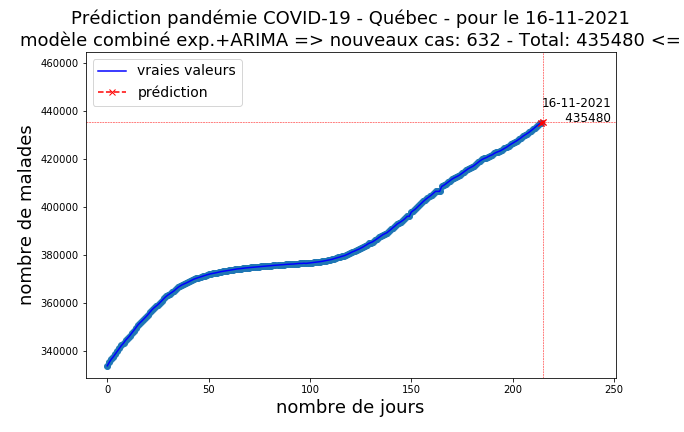 Prédiction pandémie COVID-19 - Québec - pour le 16-11-2021
modèle combiné exp.+ARIMA => nouveaux cas: 632 - Total: 435480 <=
vraies valeurs
prédiction
16-11-2021
435480
nombre de malades
460000
440000
420000
400000
380000
360000
340000
0 50 100 150 200 250
nombre de jours